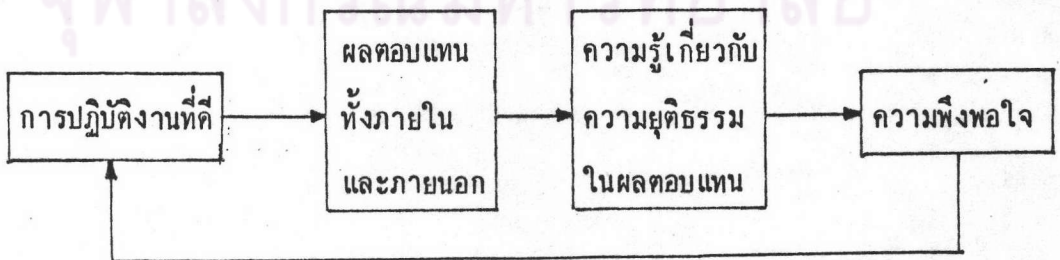 การปฏิบัติงานที่ดี
ผลตอบแทน
ทั้งภายใน
และภายนอก
ความรู้เกี่ยวกับ
ความยุติธรรม
ในผลตอบแทน
ความพึงพอใจ